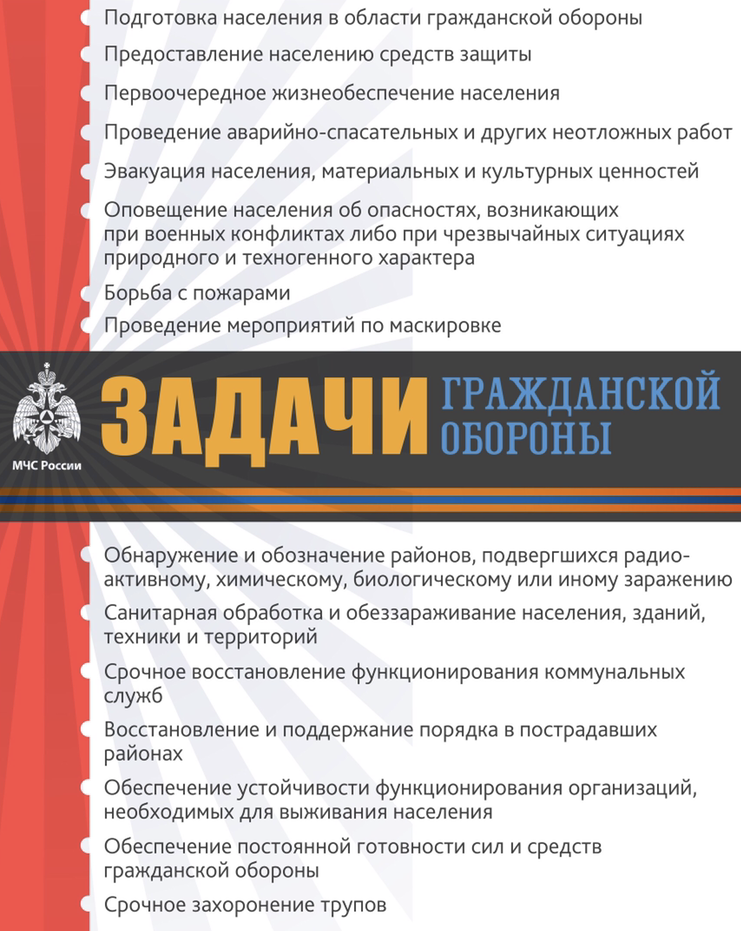 Подготовка населения в области гражданской обороны
Предоставление населению средств защиты
Первоочередное жизнеобеспечение населения
Проведение аварийно-спасательных и других неотложных работ
Эвакуация населения, материальных и культурных ценностей
Оповещение населения об опасностях, возникающих
при военных конфликтах либо при чрезвычайных ситуациях
природного и техногенного характера
Борьба с пожарами
Проведение мероприятий по маскировке
ЗАДАЧИ ГРАЖДАНСКОЙ
ОБОРОНЫ
МЧС России
Обнаружение и обозначение районов, подвергшихся радио-
активному, химическому, биологическому или иному заражению
Санитарная обработка и обеззараживание населения, зданий,
техники и территорий
Срочное восстановление функционирования коммунальных
служб
Восстановление и поддержание порядка в пострадавших
районах
Обеспечение устойчивости функционирования организаций,
необходимых для выживания населения
Обеспечение постоянной готовности сил и средств
гражданской обороны
Срочное захоронение трупов